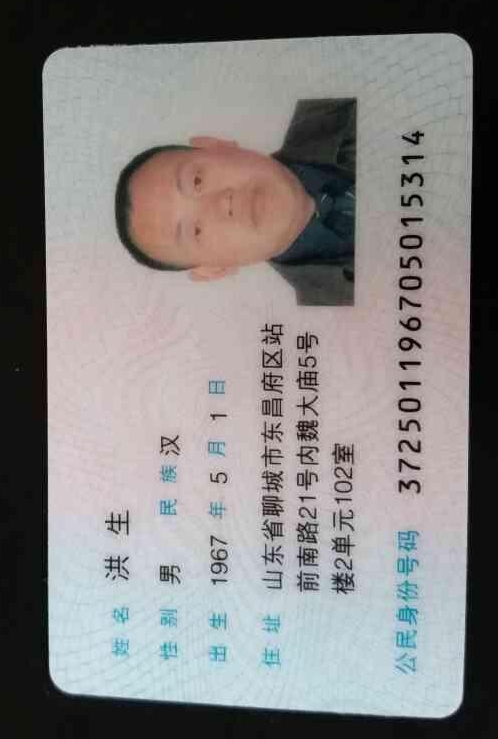 姓名 洪生
性别 男 民族 汉
出生 1967 年 5 月 1 日
住址 山东省聊城市东昌府区站
前南路21号内魏大庙5号
楼2单元102室
公民身份号码 372501196705015314